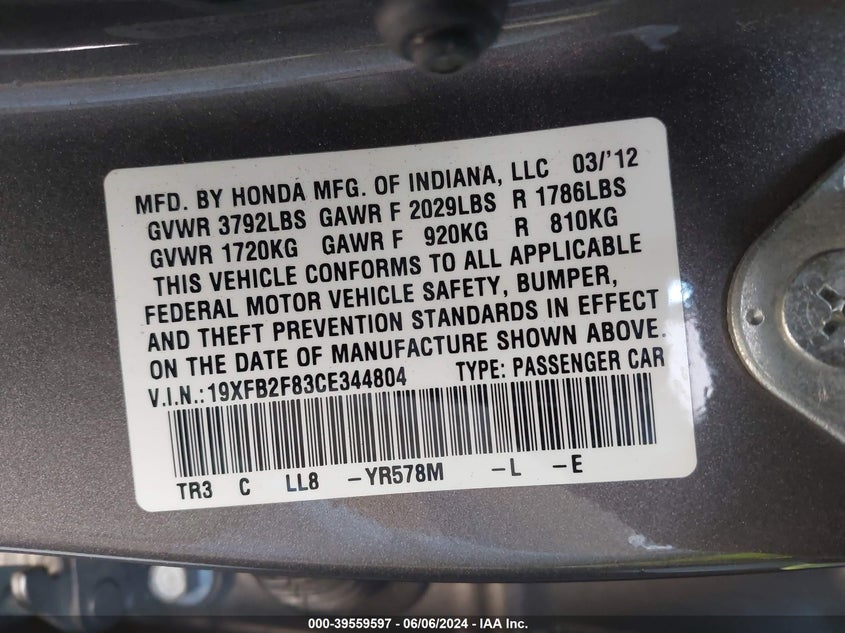 MFD. BY HONDA MFG. OF INDIANA, LLC 03/'12
GVWR 3792LBS GAWR F 2029LBS R 1786LBS
GVWR 1720KG GAWR F 920KG R 810KG
THIS VEHICLE CONFORMS TO ALL APPLICABLE
FEDERAL MOTOR VEHICLE SAFETY, BUMPER,
AND THEFT PREVENTION STANDARDS IN EFFECT
ON THE DATE OF MANUFACTURE SHOWN ABOVE.
V.I.N.:19XFB2F83CE344804 TYPE: PASSENGER CAR
TR3 C LL8 -YR578M -L -E
000-39559597 - 06/06/2024 - IAA Inc.